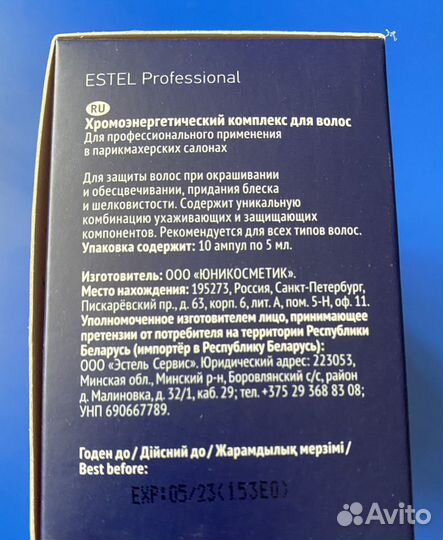 ESTEL Professional
RU
Хромоэнергетический комплекс для волос
Для профессионального применения
в парикмахерских салонах
Для защиты волос при окрашивании
и обесцвечивании, придания блеска
и шелковистости. Содержит уникальную
комбинацию ухаживающих и защищающих
компонентов. Рекомендуется для всех типов волос.
Упаковка содержит: 10 ампул по 5 мл.
Изготовитель: ООО «ЮНИКОСМЕТИК».
Место нахождения: 195273, Россия, Санкт-Петербург,
Пискарёвский пр., д. 63, корп. 6, лит. А, пом. 5-Н, оф. 11.
Уполномоченное изготовителем лицо, принимающее
претензии от потребителя на территории Республики
Беларусь (импортёр в Республику Беларусь):
ООО «Эстель Сервис». Юридический адрес: 223053,
Минская обл., Минский р-н, Боровлянский с/с, район
д. Малиновка, д. 32/1, каб. 29; тел. +375 29 368 83 08;
УНП 690667789.
Годен до/ Дійсний до/ Жарамдылық мерзімі/
Best before:
EXP:05/23(153E0)
Avito